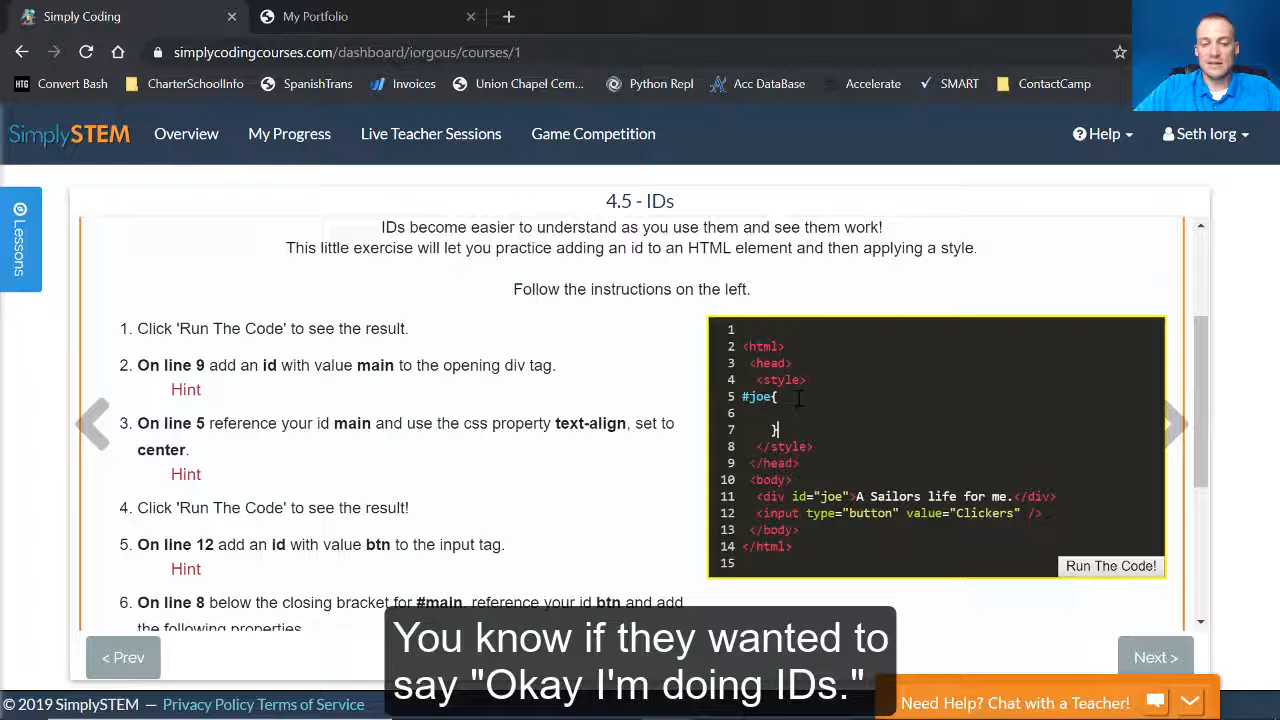 Simply Coding
My Portfolio
simplycodingcourses.com/dashboard/iorgous/courses/1
HTG Convert Bash
CharterSchoolInfo
SpanishTrans
Invoices
Union Chapel Cem...
Python Repl
Acc DataBase
Accelerate
SMART
ContactCamp
SimplySTEM
Overview
My Progress
Live Teacher Sessions
Game Competition
Help
Seth Iorg
Lessons
4.5 - IDs
IDs become easier to understand as you use them and see them work!
This little exercise will let you practice adding an id to an HTML element and then applying a style.
Follow the instructions on the left.
1. Click 'Run The Code' to see the result.
2. On line 9 add an id with value main to the opening div tag.
Hint
3. On line 5 reference your id main and use the css property text-align, set to
center.
Hint
4. Click 'Run The Code' to see the result!
5. On line 12 add an id with value btn to the input tag.
Hint
6. On line 8 below the closing bracket for #main, reference your id btn and add
the following properties
1
2 <html>
3 <head>
4 <style>
5 #joe{
6
7 }
8 </style>
9 </head>
10 <body>
11 <div id="joe">A Sailors life for me.</div>
12 <input type="button" value="Clickers" />
13 </body>
14 </html>
15
Run The Code!
You know if they wanted to
say "Okay I'm doing IDs."
< Prev
Next >
© 2019 SimplySTEM - Privacy Policy Terms of Service
Need Help? Chat with a Teacher!